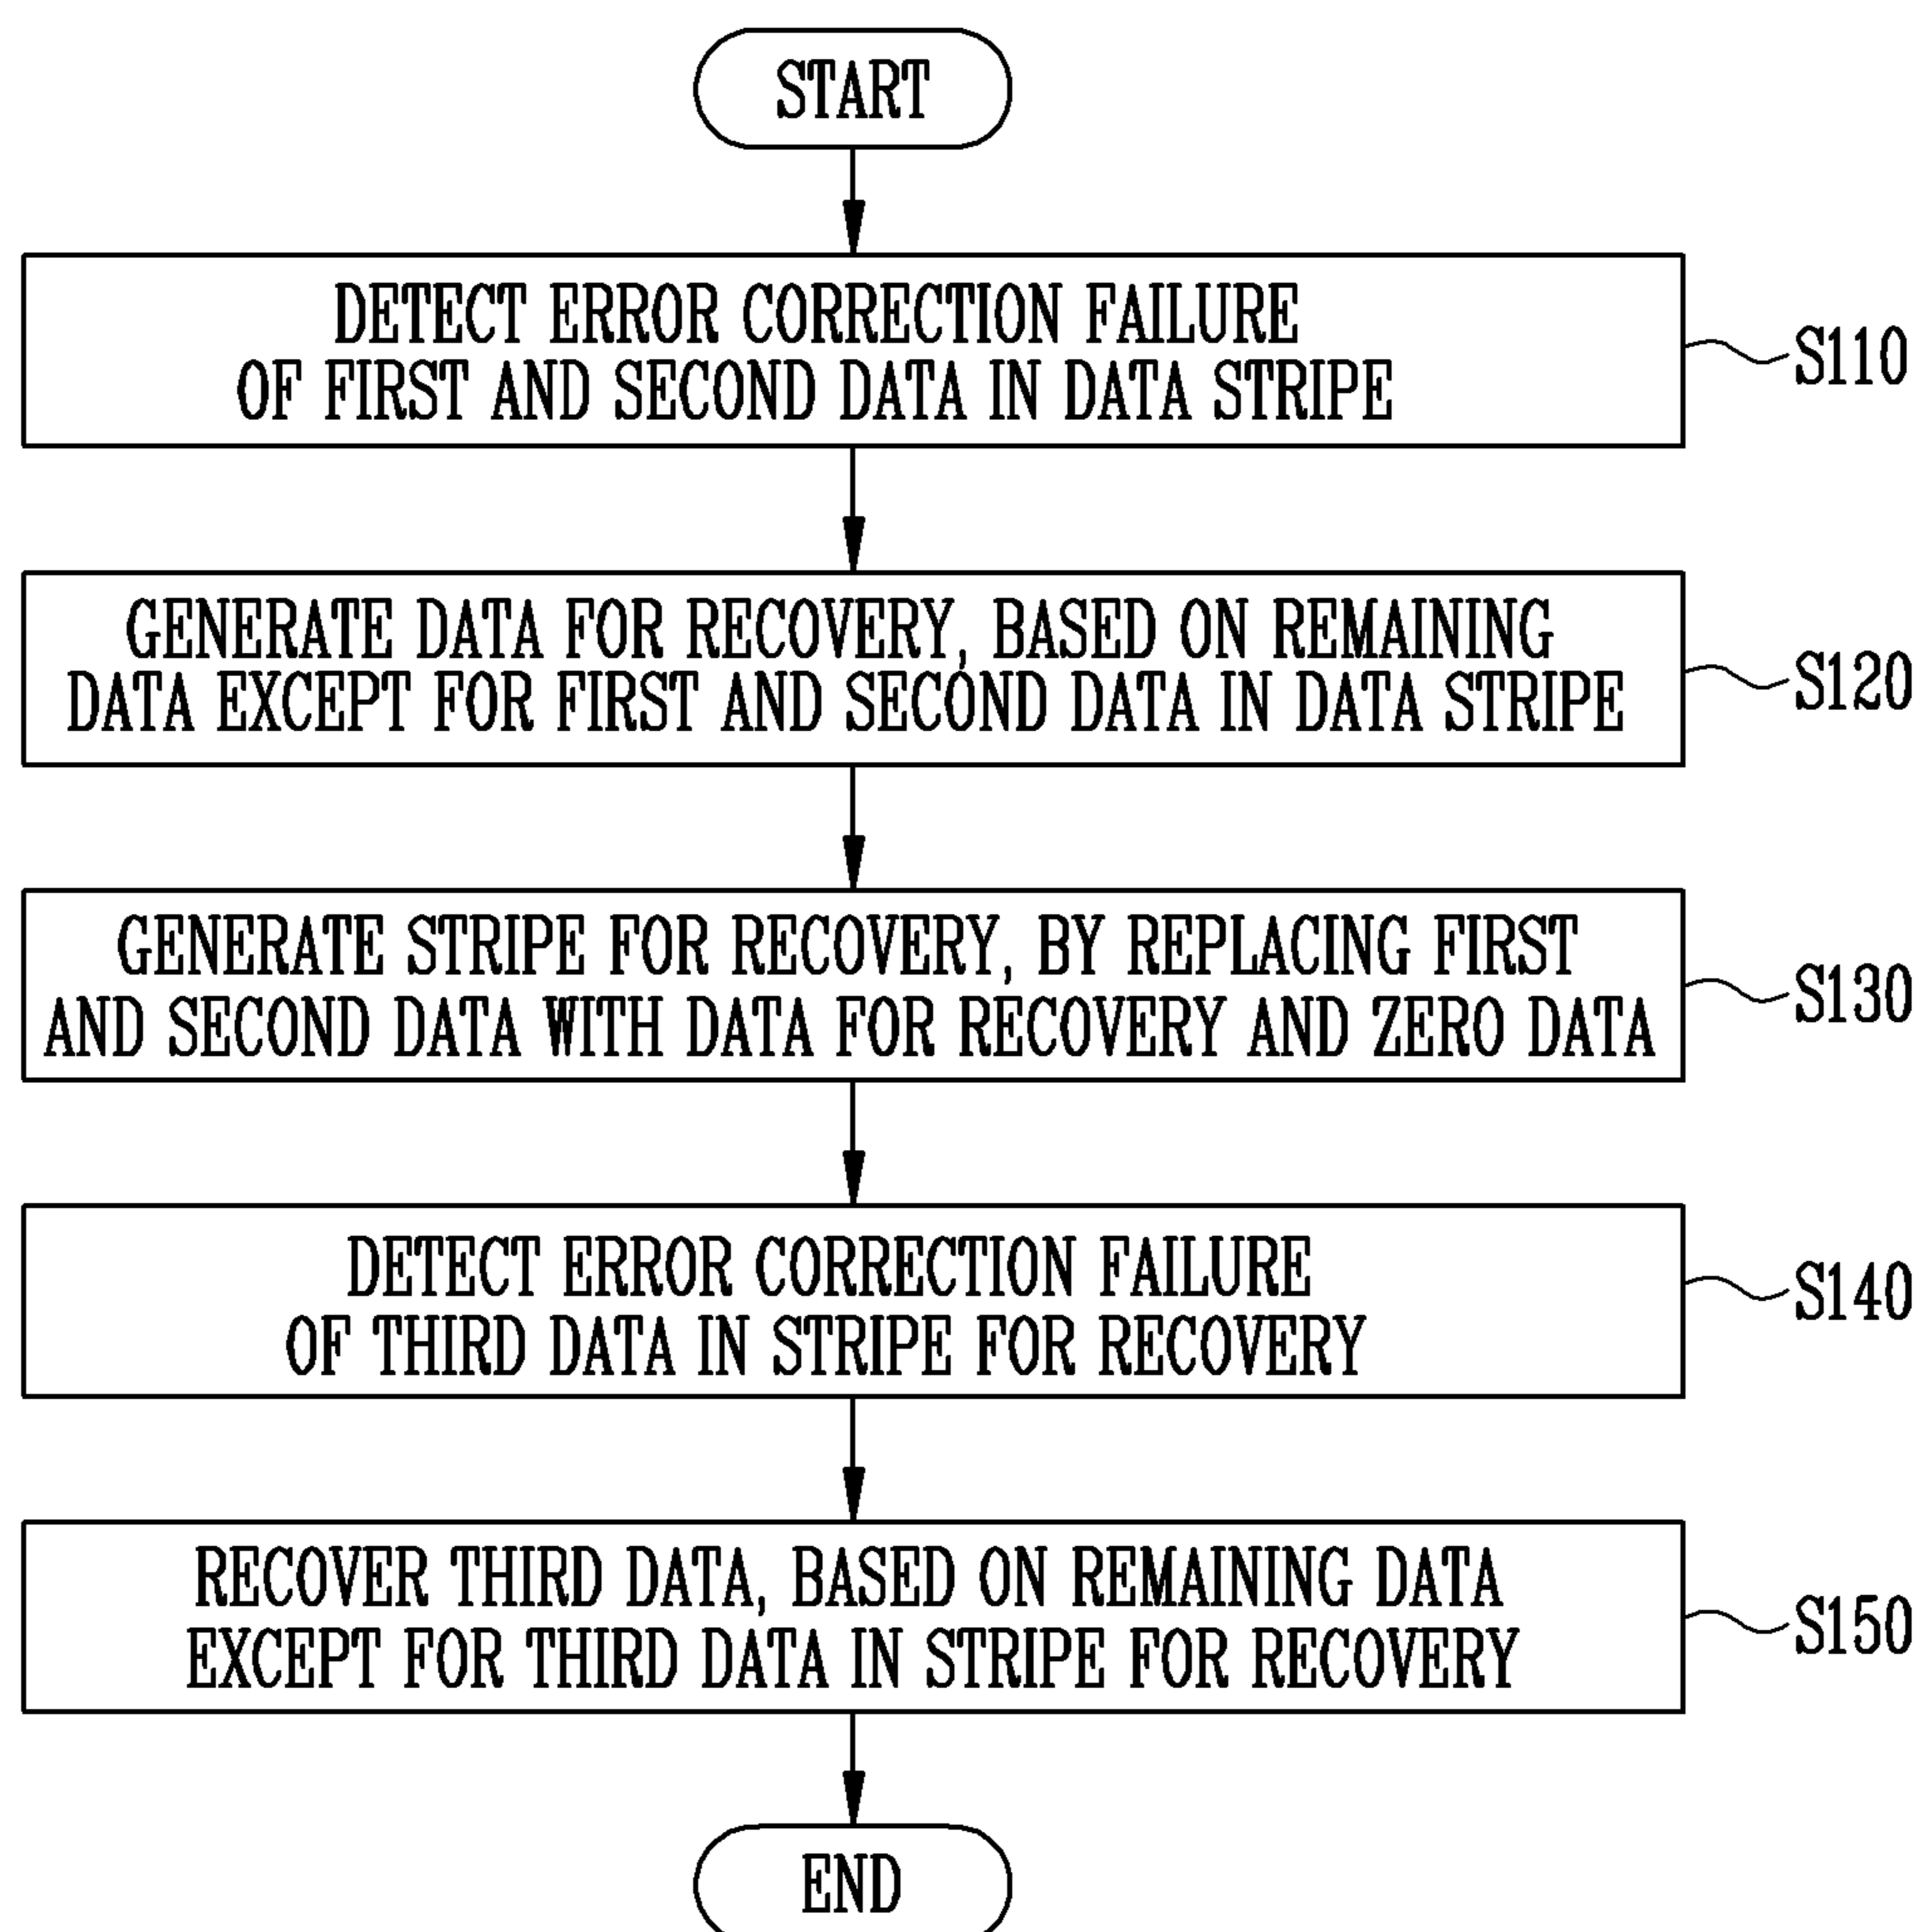 START
DETECT ERROR CORRECTION FAILURE
OF FIRST AND SECOND DATA IN DATA STRIPE
S110
GENERATE DATA FOR RECOVERY, BASED ON REMAINING
DATA EXCEPT FOR FIRST AND SECOND DATA IN DATA STRIPE
S120
GENERATE STRIPE FOR RECOVERY, BY REPLACING FIRST
AND SECOND DATA WITH DATA FOR RECOVERY AND ZERO DATA
S130
DETECT ERROR CORRECTION FAILURE
OF THIRD DATA IN STRIPE FOR RECOVERY
S140
RECOVER THIRD DATA, BASED ON REMAINING DATA
EXCEPT FOR THIRD DATA IN STRIPE FOR RECOVERY
S150
END